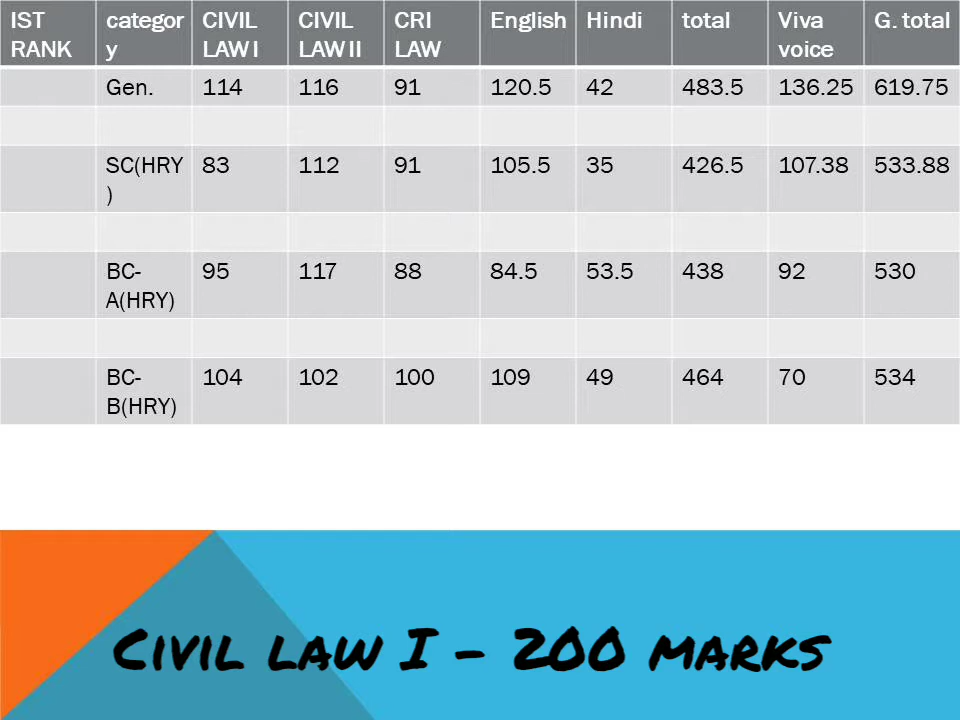 IST RANK categor y CIVIL LAW I CIVIL LAW II CRI LAW English Hindi total Viva voice G. total
Gen. 114 116 91 120.5 42 483.5 136.25 619.75
SC(HRY ) 83 112 91 105.5 35 426.5 107.38 533.88
BC- A(HRY) 95 117 88 84.5 53.5 438 92 530
BC- B(HRY) 104 102 100 109 49 464 70 534
Civil law I – 200 marks